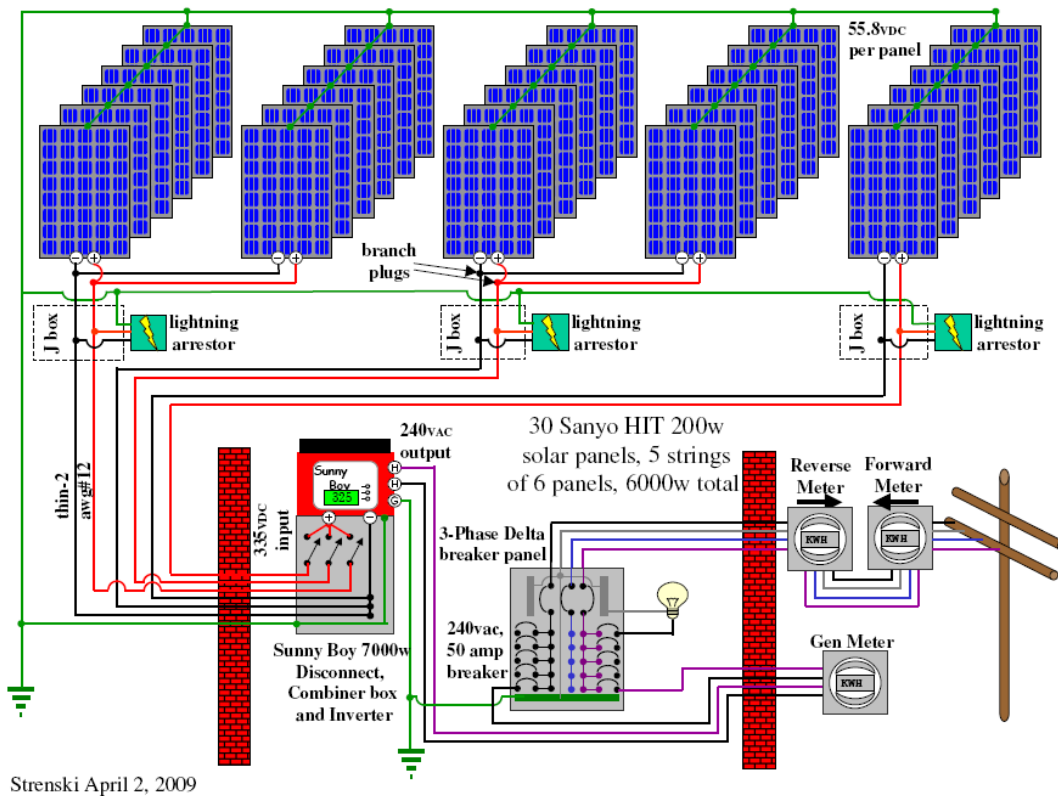 55.8VDC
per panel
branch
plugs
J box
lightning
arrestor
J box
lightning
arrestor
J box
lightning
arrestor
thin-2
awg#12
335VDC
input
240VAC
output
Sunny
Boy
325
H
H
G
30 Sanyo HIT 200w
solar panels, 5 strings
of 6 panels, 6000w total
Reverse
Meter
Forward
Meter
KWH
KWH
3-Phase Delta
breaker panel
240vac,
50 amp
breaker
Gen Meter
KWH
Sunny Boy 7000w
Disconnect,
Combiner box
and Inverter
Strenski April 2, 2009